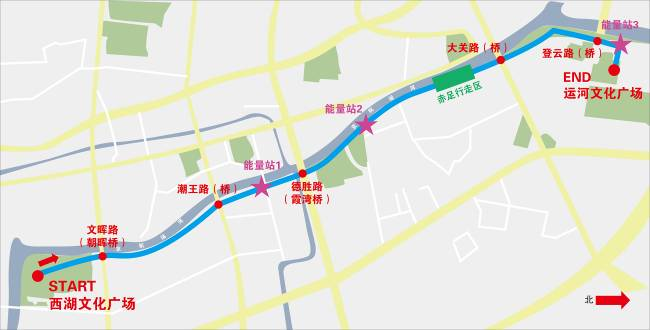 能量站3
大关路（桥）
登云路（桥）
END
运河文化广场
赤足行走区
能量站2
能量站1
潮王路（桥）
德胜路
（霞湾桥）
文晖路
（朝晖桥）
START
西湖文化广场
北